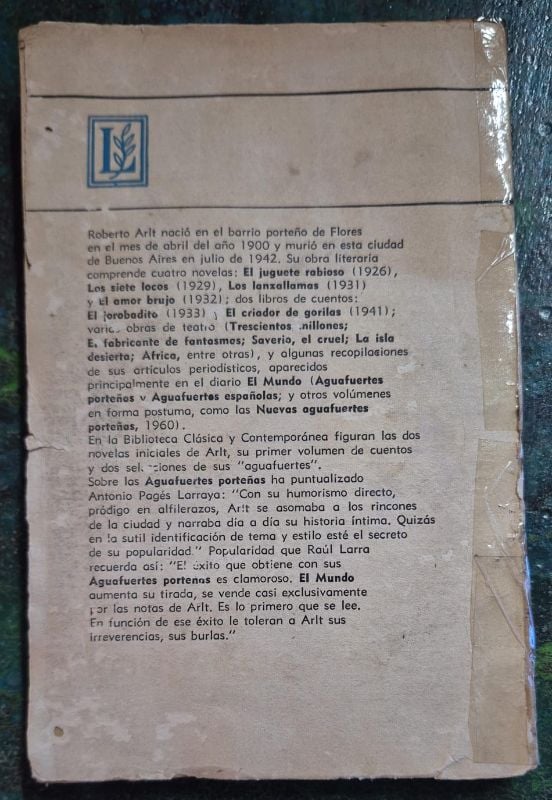 L
Roberto Arlt nació en el barrio porteño de Flores
en el mes de abril del año 1900 y murió en esta ciudad
de Buenos Aires en julio de 1942. Su obra literaria
comprende cuatro novelas: El juguete rabioso (1926),
Los siete locos (1929), Los lanzallamas (1931)
y El amor brujo (1932); dos libros de cuentos:
El jorobadito (1933) y El criador de gorilas (1941);
varias obras de teatro (Trescientos millones;
El fabricante de fantasmas; Saverio, el cruel; La isla
desierta; Africa, entre otras), y algunas recopilaciones
de sus artículos periodísticos, aparecidos
principalmente en el diario El Mundo (Aguafuertes
porteñas y Aguafuertes españolas; y otros volúmenes
en forma postuma, como las Nuevas aguafuertes
porteñas, 1960).
En la Biblioteca Clásica y Contemporánea figuran las dos
novelas iniciales de Arlt, su primer volumen de cuentos
y dos selecciones de sus "aguafuertes".
Sobre las Aguafuertes porteñas ha puntualizado
Antonio Pagés Larraya: "Con su humorismo directo,
pródigo en alfilerazos, Arlt se asomaba a los rincones
de la ciudad y narraba día a día su historia íntima. Quizás
en la sutil identificación de tema y estilo esté el secreto
de su popularidad." Popularidad que Raúl Larra
recuerda así: "El éxito que obtiene con sus
Aguafuertes porteñas es clamoroso. El Mundo
aumenta su tirada, se vende casi exclusivamente
por las notas de Arlt. Es lo primero que se lee.
En función de ese éxito le toleran a Arlt sus
irreverencias, sus burlas."